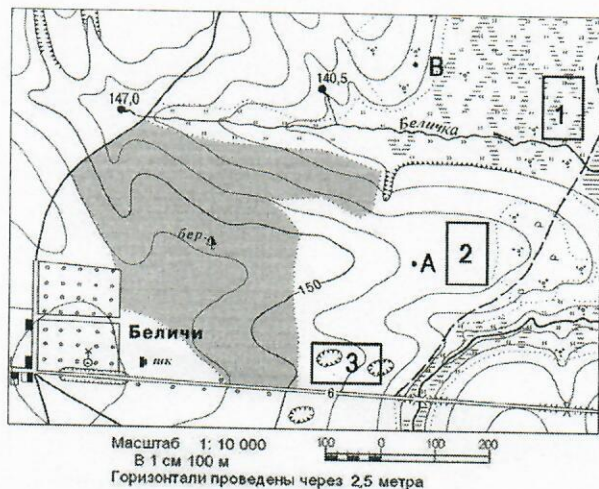 147,0
140,5
В
1
Беличка
бер.
А
2
150
Беличи
шк
3
6
Масштаб 1: 10 000
В 1 см 100 м
100 0 100 200
Горизонтали проведены через 2,5 метра